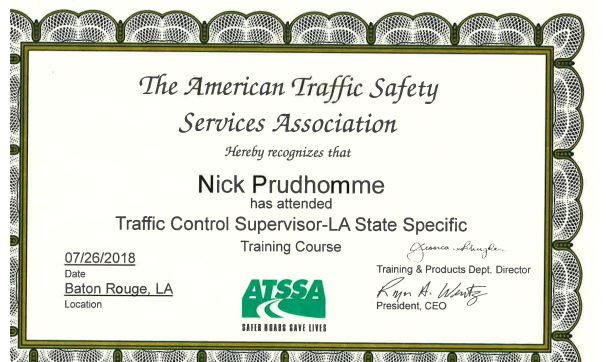 The American Traffic Safety
Services Association
Hereby recognizes that
Nick Prudhomme
has attended
Traffic Control Supervisor-LA State Specific
Training Course
07/26/2018
Date
Baton Rouge, LA
Location
ATSSA
SAFER ROADS SAVE LIVES
Training & Products Dept. Director
President, CEO